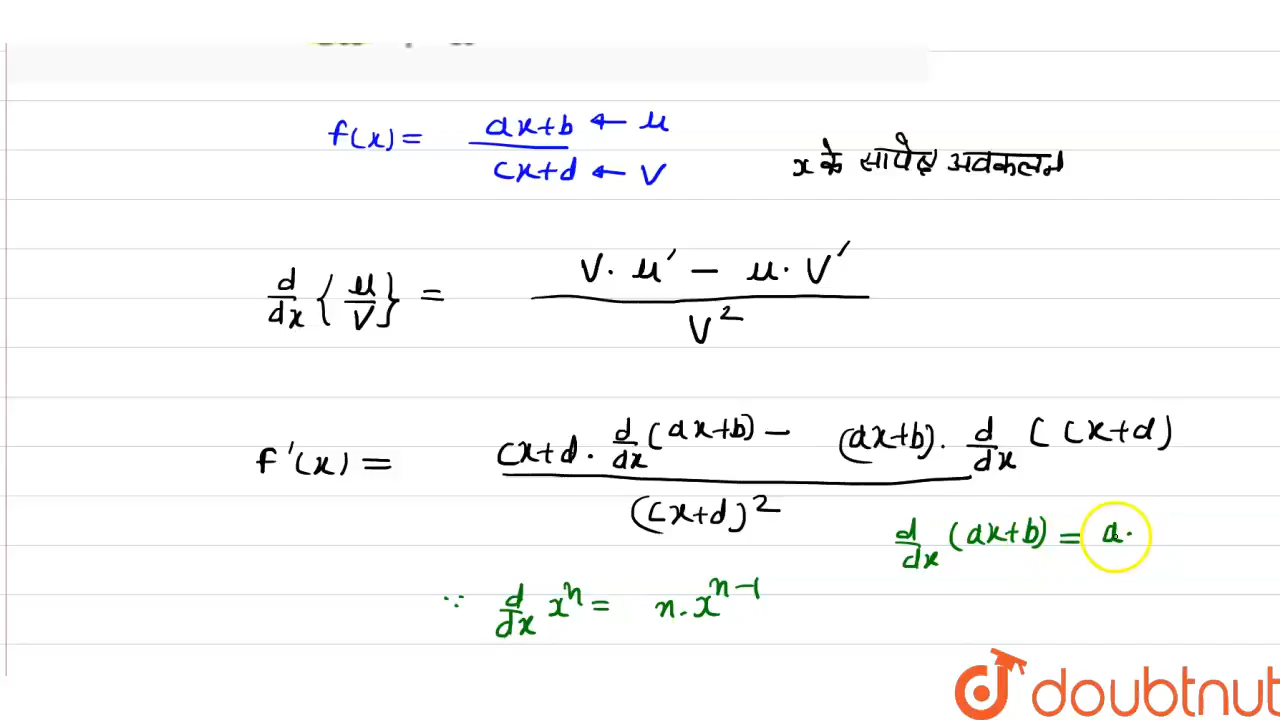 f(x) = ax+b ← u
cx+d ← v
x के सापेक्ष अवकलन
d/dx {u/v} = v· u' – u· v'
v²
f'(x) = cx+d · d/dx (ax+b) – (ax+b). d/dx (cx+d)
(cx+d)²
d/dx (ax+b) = a·
∵ d/dx xⁿ = n. xⁿ⁻¹
doubtnut